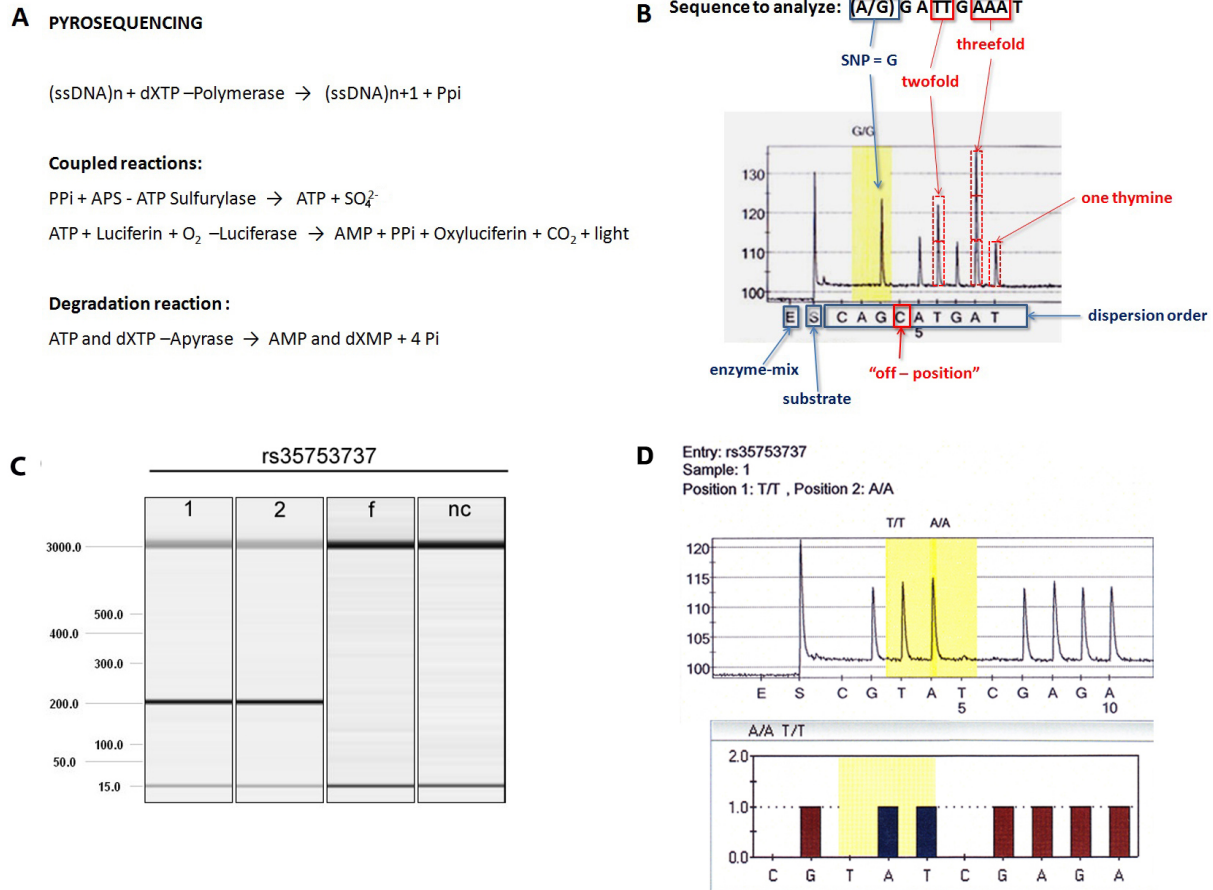 A PYROSEQUENCING
(ssDNA)n + dXTP –Polymerase → (ssDNA)n+1 + Ppi
Coupled reactions:
PPi + APS - ATP Sulfurylase → ATP + SO₄²⁻
ATP + Luciferin + O₂ –Luciferase → AMP + PPi + Oxyluciferin + CO₂ + light
Degradation reaction :
ATP and dXTP –Apyrase → AMP and dXMP + 4 Pi
B Sequence to analyze: (A/G) G A TT G AAA T
threefold
SNP = G
twofold
G/G
130
120
110
100
one thymine
E S C A G C A T G A T
5
dispersion order
enzyme-mix
"off – position"
substrate
C rs35753737
1 2 f nc
3000.0
500.0
400.0
300.0
200.0
100.0
50.0
15.0
D Entry: rs35753737
Sample: 1
Position 1: T/T , Position 2: A/A
T/T A/A
120
115
110
105
100
E S C G T A T C G A G A
5 10
A/A T/T
2.0
1.0
0.0
C G T A T C G A G A